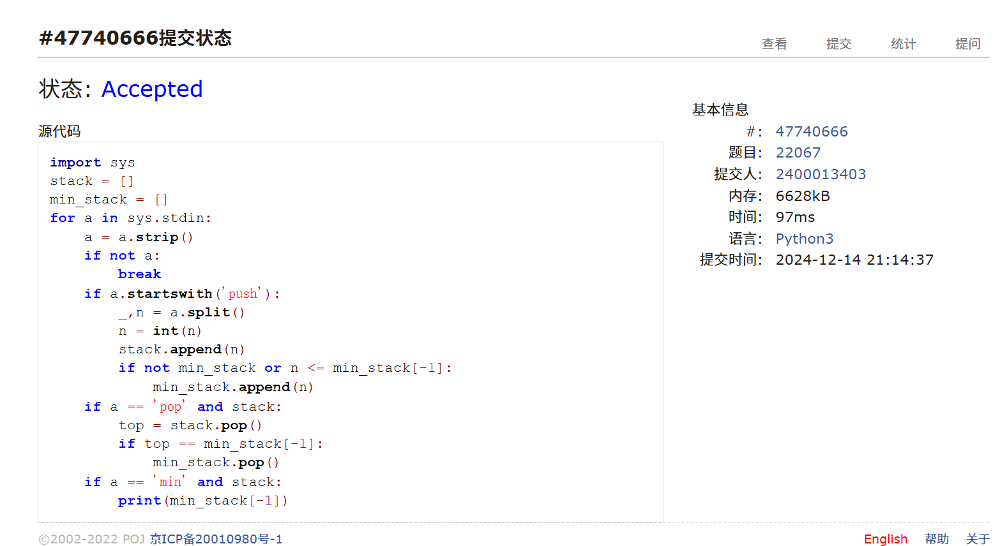 #47740666提交状态
查看 提交 统计 提问
状态: Accepted
源代码
import sys
stack = []
min_stack = []
for a in sys.stdin:
    a = a.strip()
    if not a:
        break
    if a.startswith('push'):
        _,n = a.split()
        n = int(n)
        stack.append(n)
        if not min_stack or n <= min_stack[-1]:
            min_stack.append(n)
    if a == 'pop' and stack:
        top = stack.pop()
        if top == min_stack[-1]:
            min_stack.pop()
    if a == 'min' and stack:
        print(min_stack[-1])
基本信息
#: 47740666
题目: 22067
提交人: 2400013403
内存: 6628kB
时间: 97ms
语言: Python3
提交时间: 2024-12-14 21:14:37
©2002-2022 POJ 京ICP备20010980号-1
English 帮助 关于